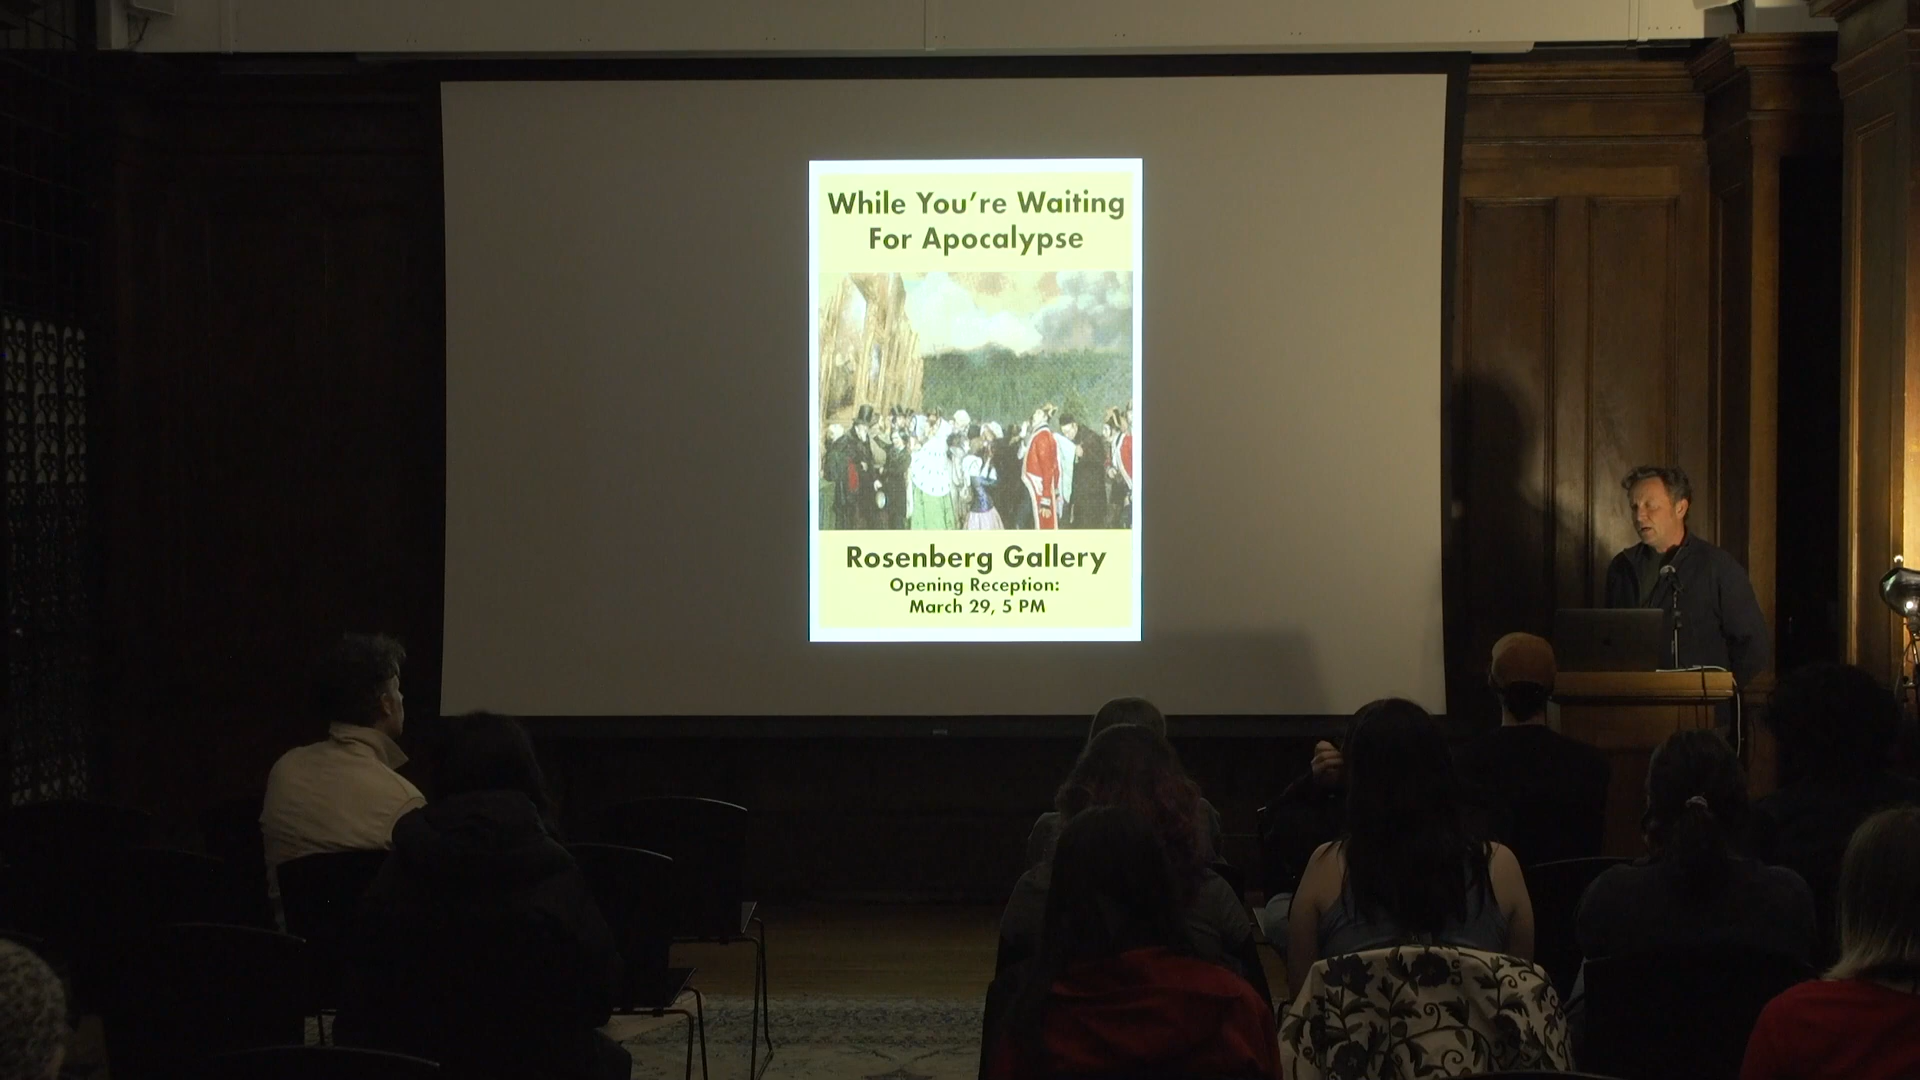 While You’re Waiting
For Apocalypse
Rosenberg Gallery
Opening Reception:
March 29, 5 PM